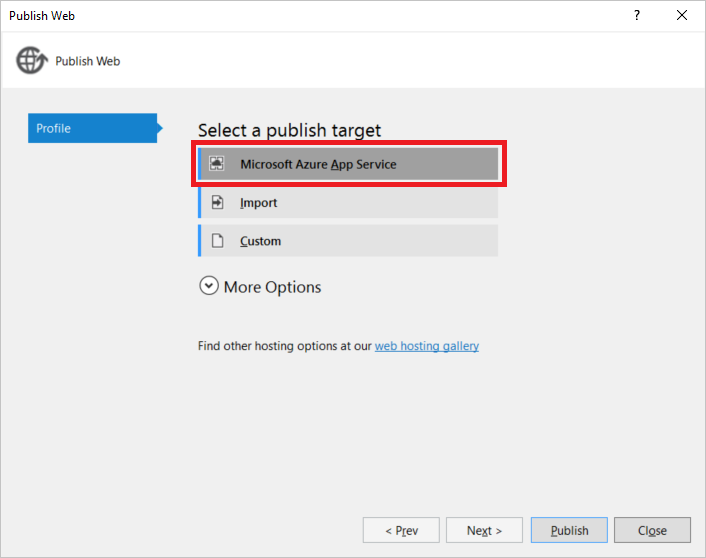 Publish Web
?
Publish Web
Profile
Select a publish target
Microsoft Azure App Service
Import
Custom
More Options
Find other hosting options at our web hosting gallery
< Prev Next > Publish Close